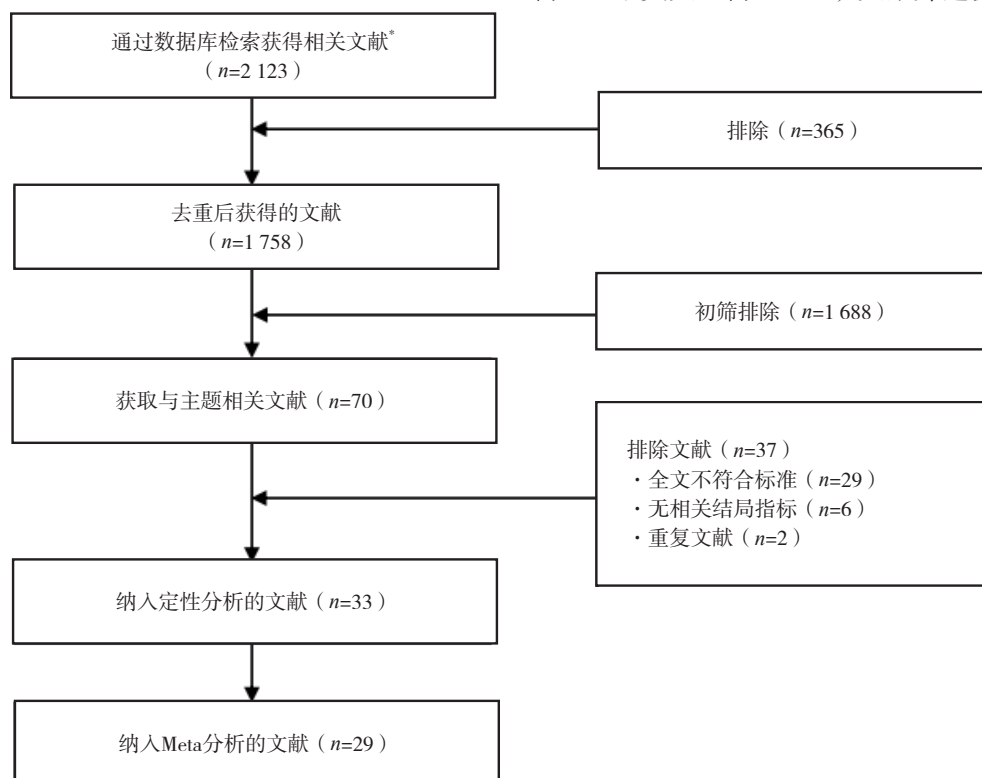 通过数据库检索获得相关文献*
（n=2 123）
排除（n=365）
去重后获得的文献
（n=1 758）
初筛排除（n=1 688）
获取与主题相关文献（n=70）
排除文献（n=37）
·全文不符合标准（n=29）
·无相关结局指标（n=6）
·重复文献（n=2）
纳入定性分析的文献（n=33）
纳入Meta分析的文献（n=29）